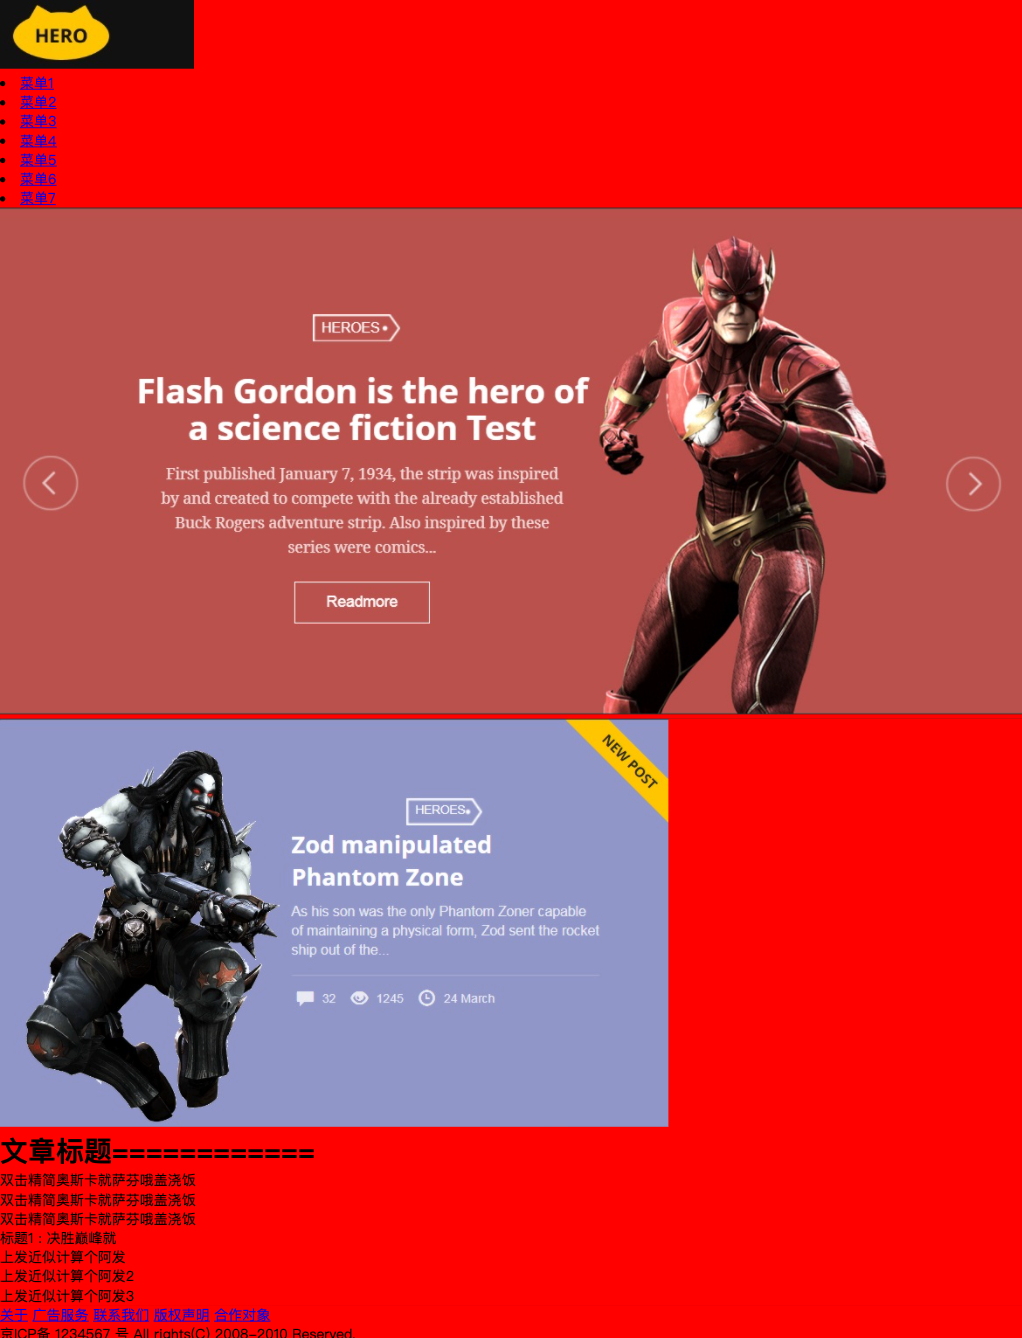 HERO
菜单1
菜单2
菜单3
菜单4
菜单5
菜单6
菜单7
HEROES
Flash Gordon is the hero of
a science fiction Test
First published January 7, 1934, the strip was inspired
by and created to compete with the already established
Buck Rogers adventure strip. Also inspired by these
series were comics...
Readmore
NEW POST
HEROES
Zod manipulated
Phantom Zone
As his son was the only Phantom Zoner capable
of maintaining a physical form, Zod sent the rocket
ship out of the...
32 1245 24 March
文章标题============
双击精简奥斯卡就萨芬哦盖浇饭
双击精简奥斯卡就萨芬哦盖浇饭
双击精简奥斯卡就萨芬哦盖浇饭
标题1：决胜巅峰就
上发近似计算个阿发
上发近似计算个阿发2
上发近似计算个阿发3
关于 广告服务 联系我们 版权声明 合作对象
京ICP备 1234567 号 All rights(C) 2008-2010 Reserved.